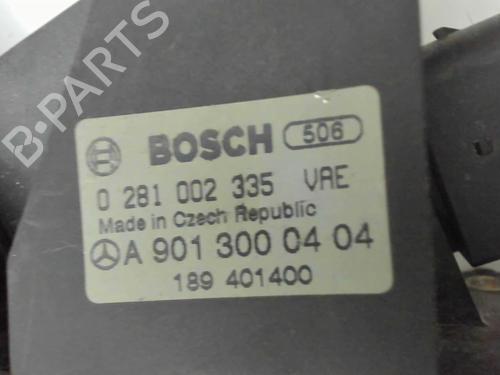 B-PARTS
BOSCH 506
0 281 002 335 VAE
Made in Czech Republic
A 901 300 04 04
189 401400